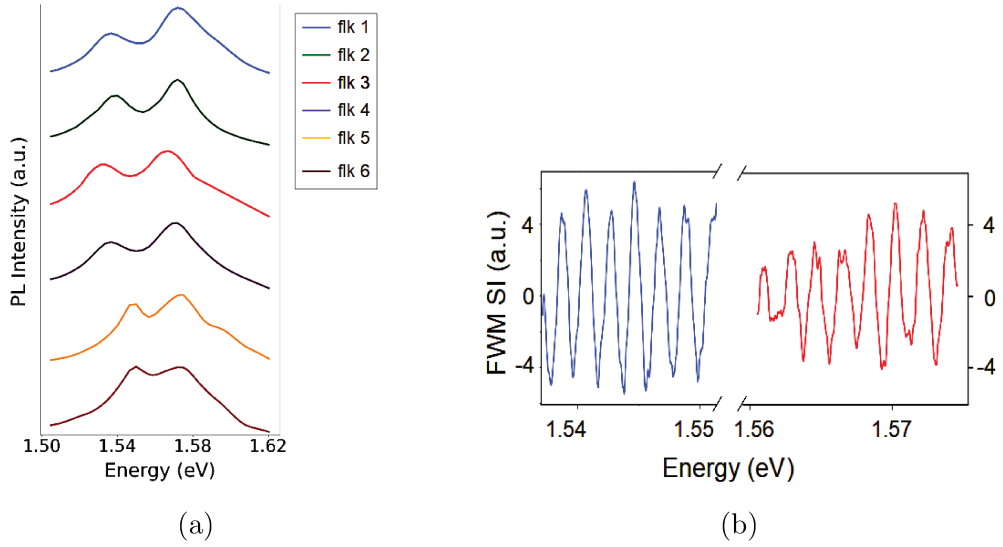 flk 1
flk 2
flk 3
flk 4
flk 5
flk 6
PL Intensity (a.u.)
1.50 1.54 1.58 1.62
Energy (eV)
(a)
FWM SI (a.u.)
4 4
0 0
-4 -4
1.54 1.55 1.56 1.57
Energy (eV)
(b)